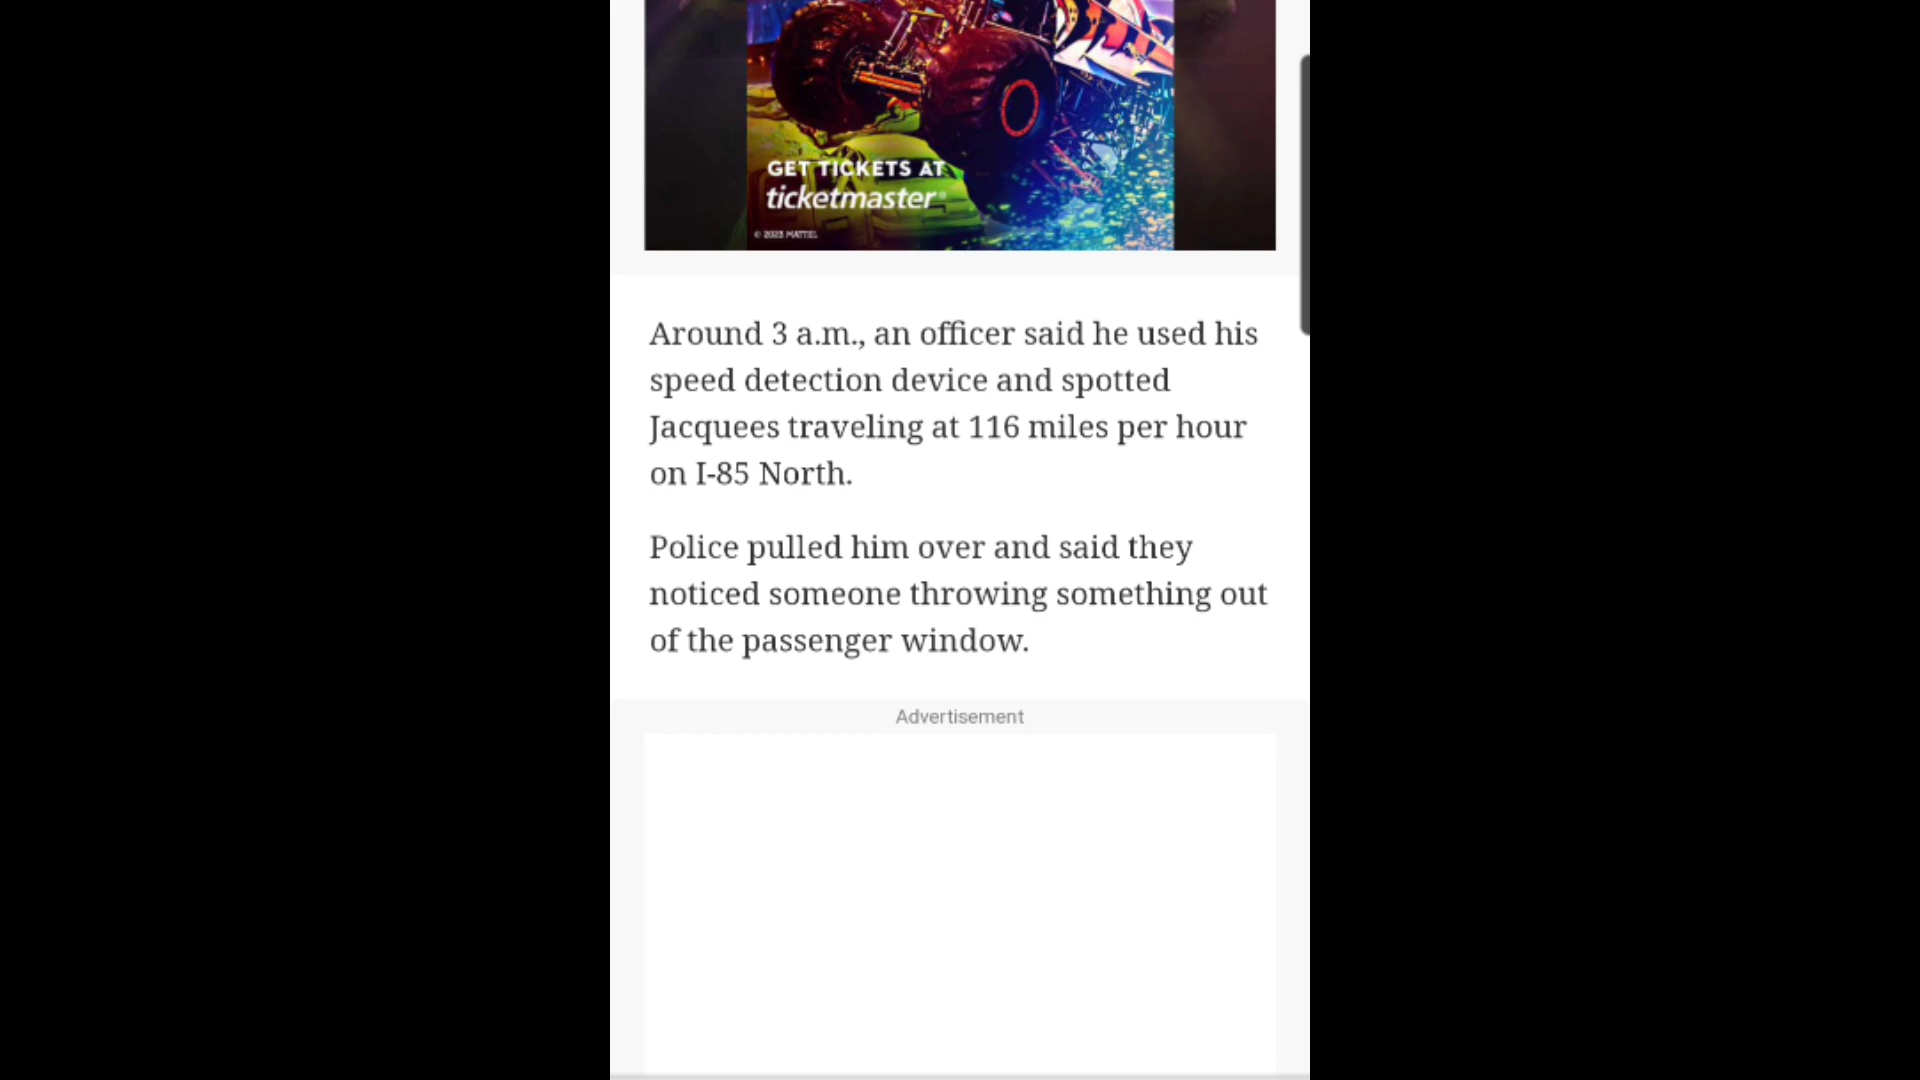 GET TICKETS AT
ticketmaster®
© 2023 MATTEL
Around 3 a.m., an officer said he used his
speed detection device and spotted
Jacquees traveling at 116 miles per hour
on I-85 North.
Police pulled him over and said they
noticed someone throwing something out
of the passenger window.
Advertisement